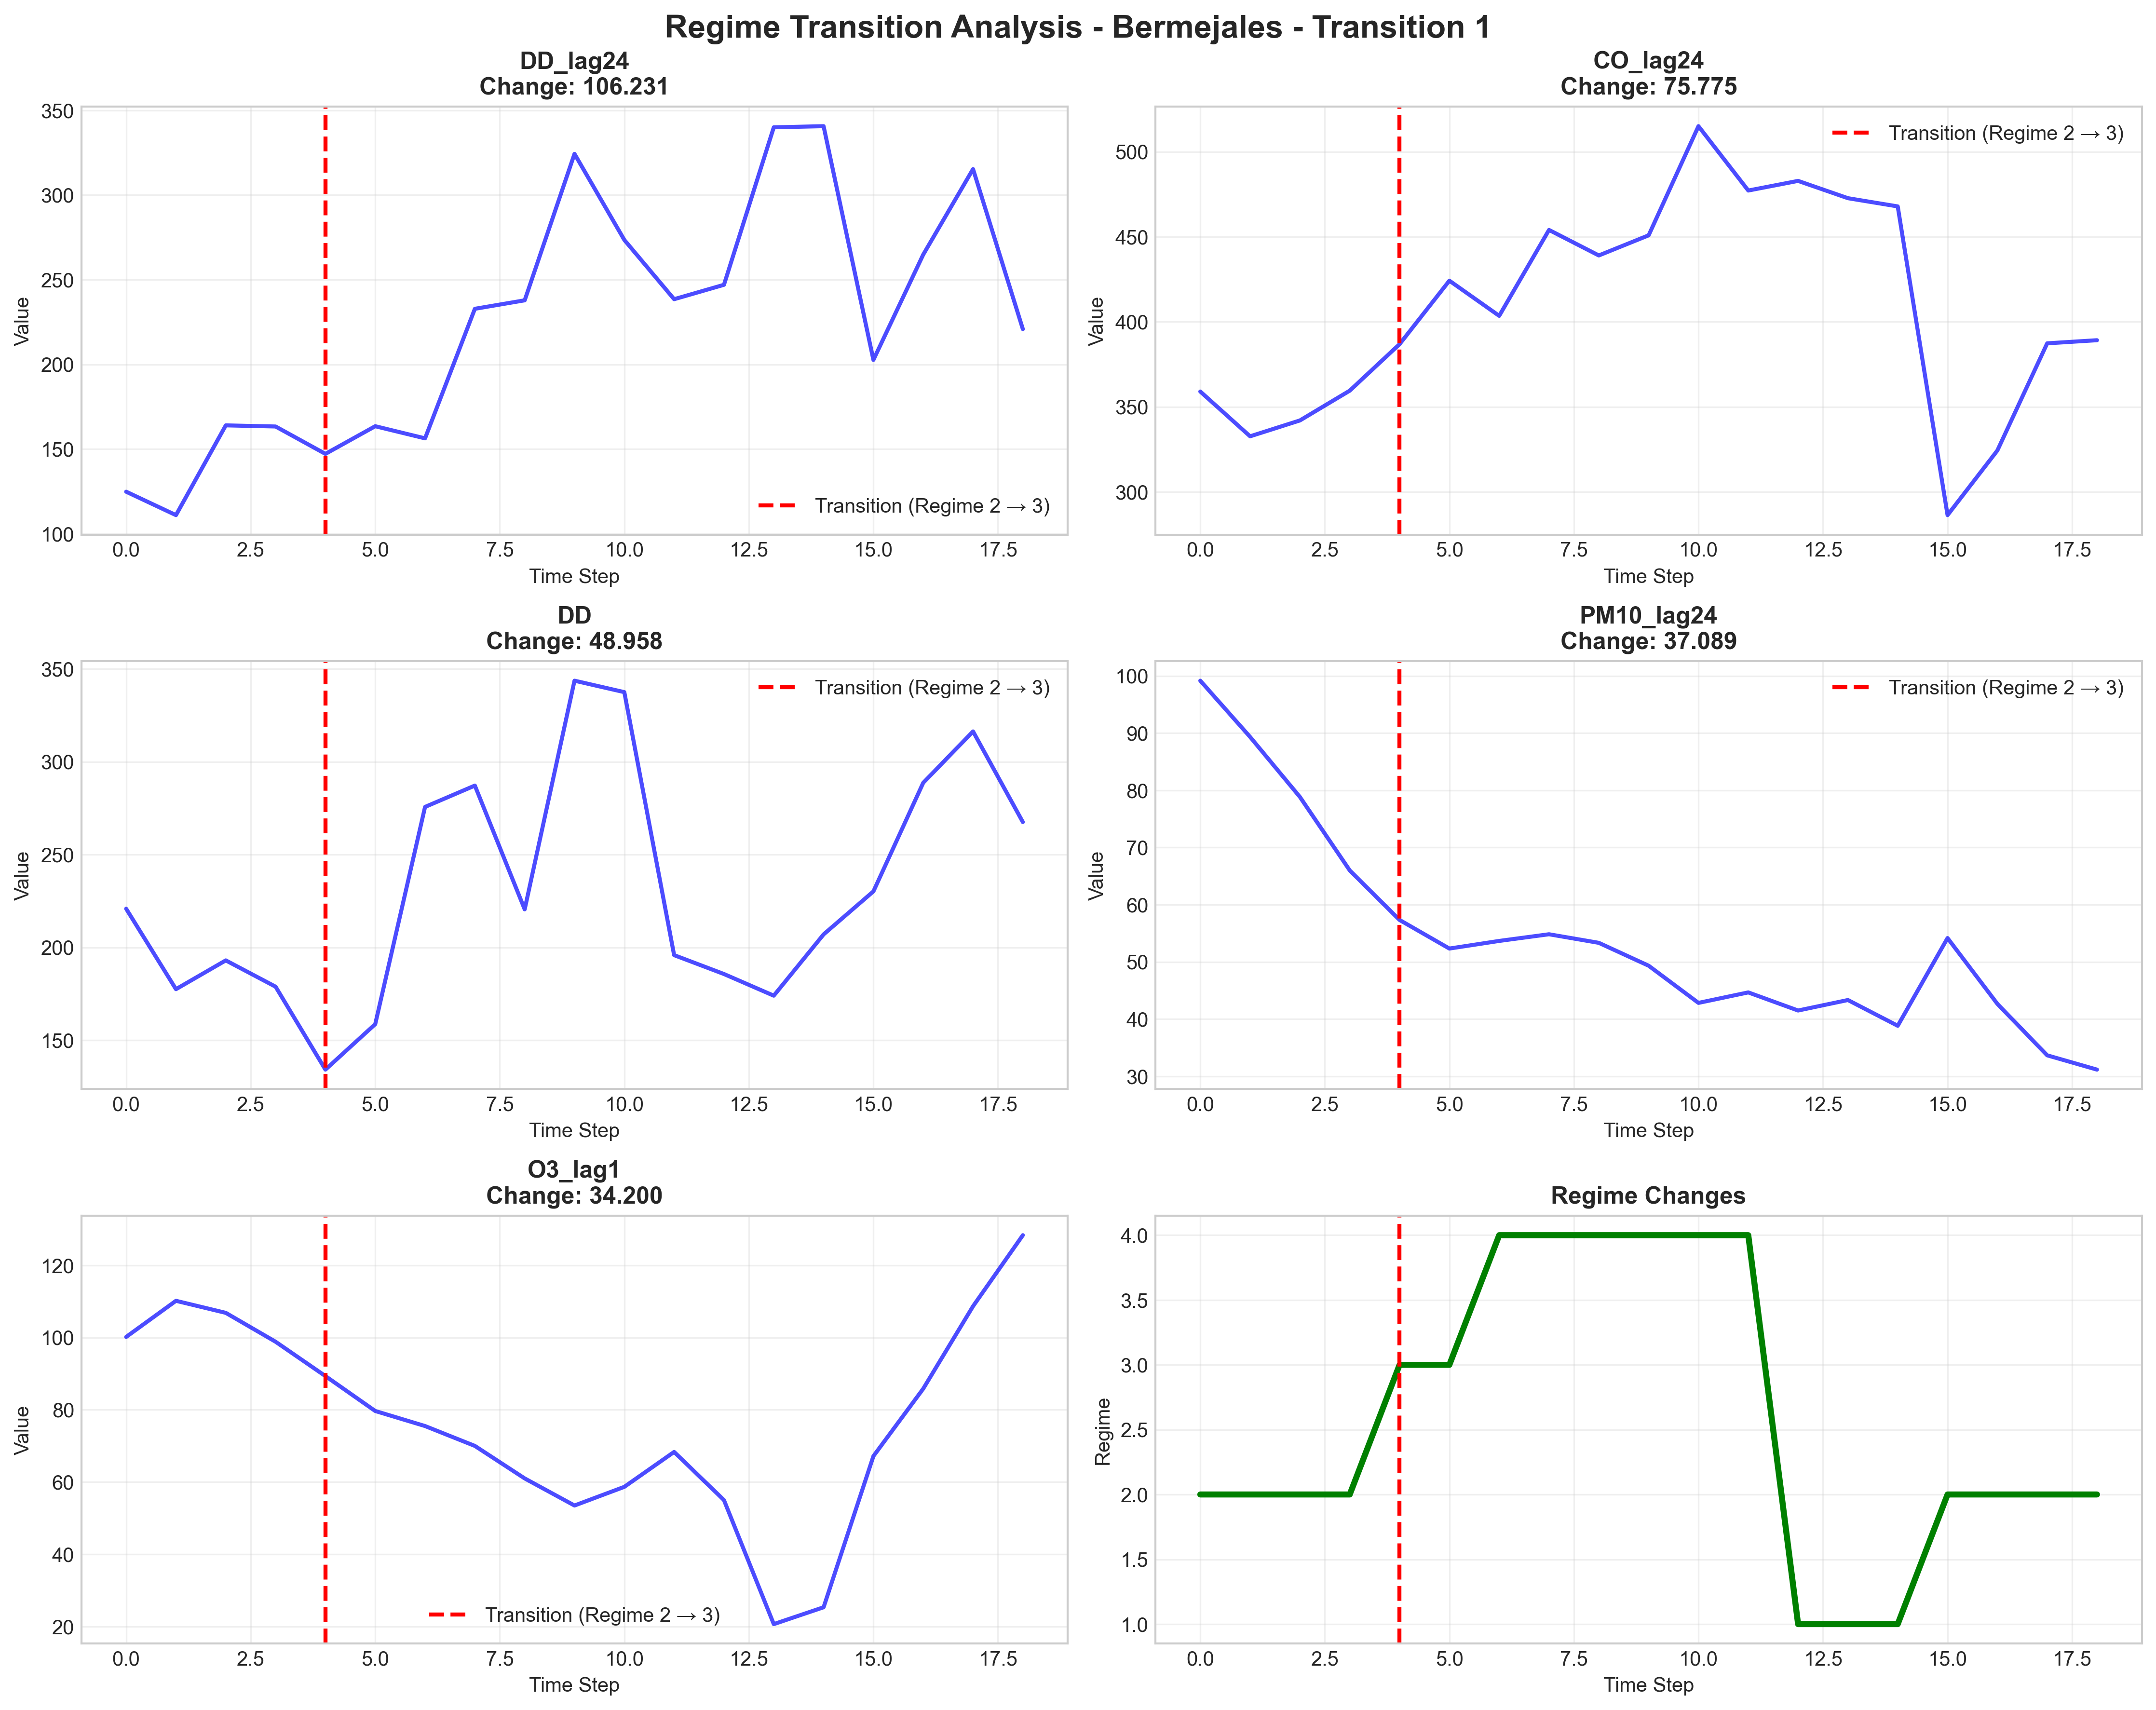 Regime Transition Analysis - Bermejales - Transition 1
DD_lag24
Change: 106.231
350
300
250
200
150
100
Value
0.0 2.5 5.0 7.5 10.0 12.5 15.0 17.5
Time Step
Transition (Regime 2 → 3)
CO_lag24
Change: 75.775
500
450
400
350
300
Value
0.0 2.5 5.0 7.5 10.0 12.5 15.0 17.5
Time Step
Transition (Regime 2 → 3)
DD
Change: 48.958
350
300
250
200
150
Value
0.0 2.5 5.0 7.5 10.0 12.5 15.0 17.5
Time Step
Transition (Regime 2 → 3)
PM10_lag24
Change: 37.089
100
90
80
70
60
50
40
30
Value
0.0 2.5 5.0 7.5 10.0 12.5 15.0 17.5
Time Step
Transition (Regime 2 → 3)
O3_lag1
Change: 34.200
120
100
80
60
40
20
Value
0.0 2.5 5.0 7.5 10.0 12.5 15.0 17.5
Time Step
Transition (Regime 2 → 3)
Regime Changes
4.0
3.5
3.0
2.5
2.0
1.5
1.0
Regime
0.0 2.5 5.0 7.5 10.0 12.5 15.0 17.5
Time Step